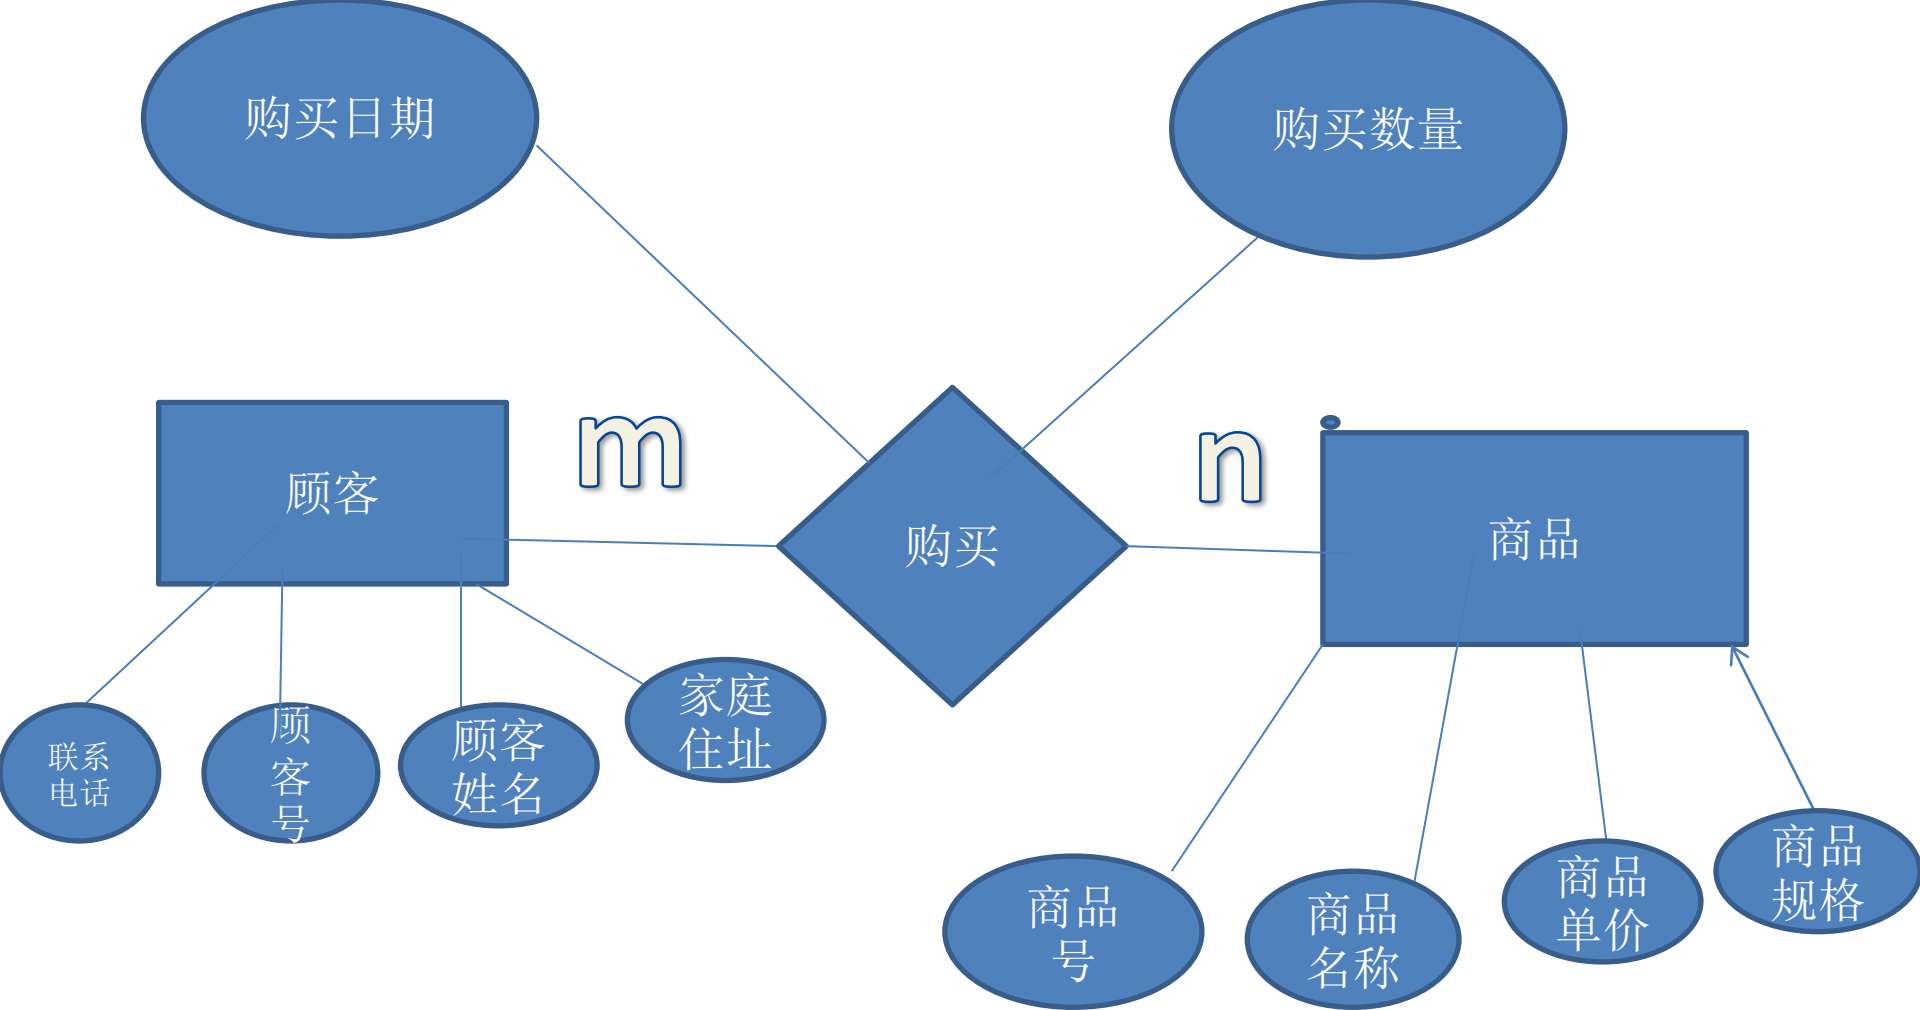 购买日期
购买数量
m
n
顾客
购买
商品
联系
电话
顾
客
号
顾客
姓名
家庭
住址
商品
号
商品
名称
商品
单价
商品
规格